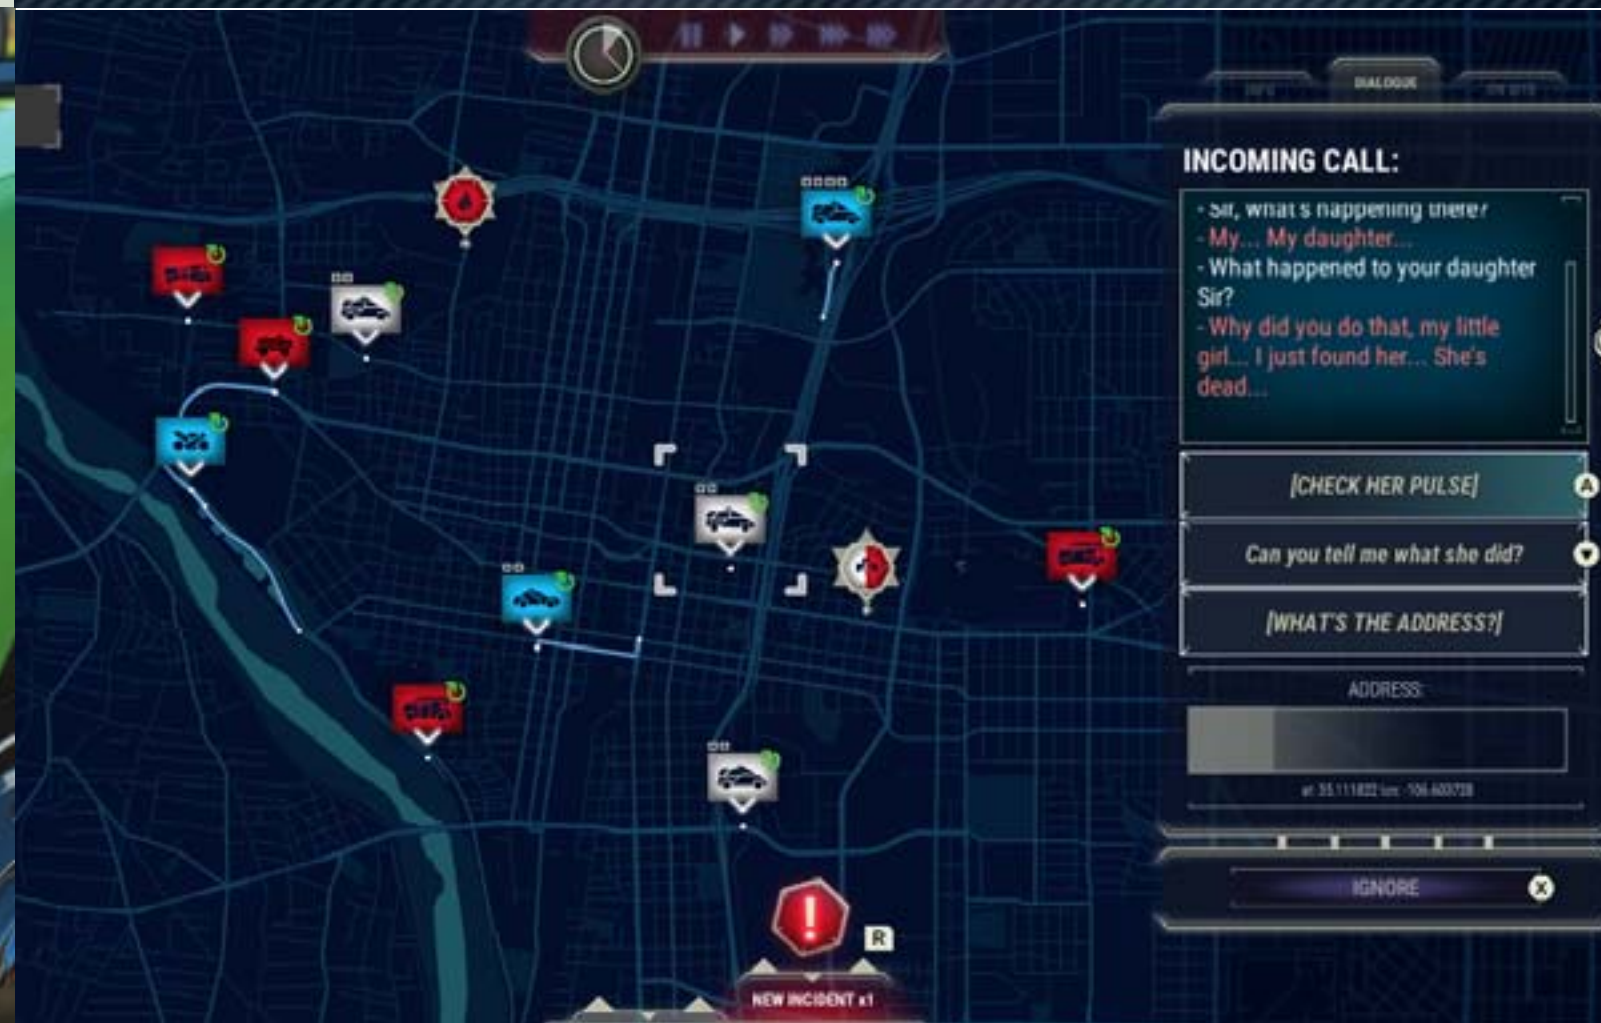 DIALOGUE
INCOMING CALL:
- Sir, what's happening there?
- My... My daughter...
- What happened to your daughter
Sir?
- Why did you do that, my little
girl... I just found her... She's
dead...
[CHECK HER PULSE]
A
Can you tell me what she did?
Y
[WHAT'S THE ADDRESS?]
ADDRESS:
IGNORE
X
R
NEW INCIDENT x1